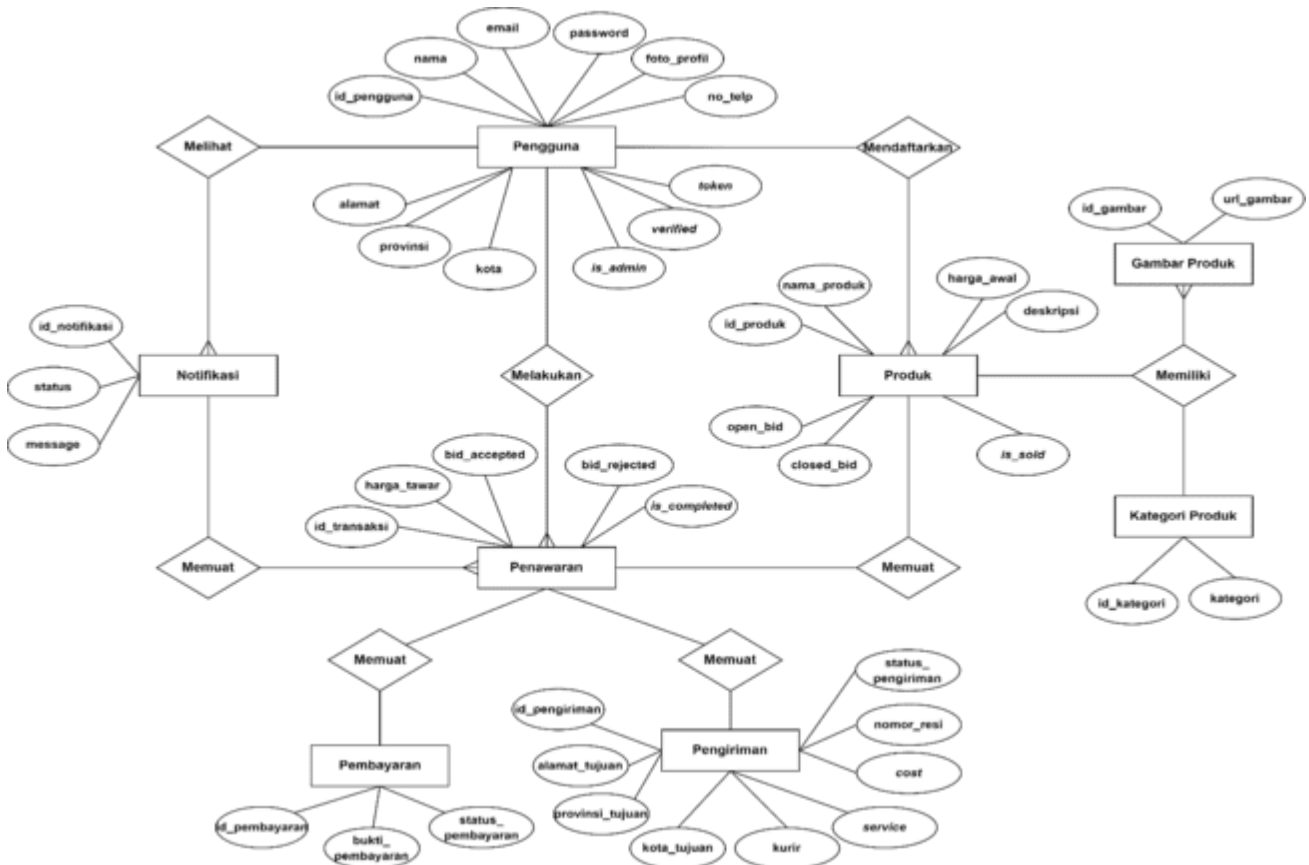 email
password
nama
foto_profil
id_pengguna
no_telp
Melihat
Pengguna
Mendaftarkan
token
alamat
verified
provinsi
kota
is_admin
id_gambar
url_gambar
Gambar Produk
nama_produk
harga_awal
id_produk
deskripsi
id_notifikasi
Notifikasi
status
message
Melakukan
Produk
Memiliki
open_bid
closed_bid
is_sold
bid_accepted
bid_rejected
harga_tawar
is_completed
id_transaksi
Kategori Produk
Memuat
Penawaran
Memuat
id_kategori
kategori
Memuat
Memuat
status_
pengiriman
id_pengiriman
nomor_resi
Pembayaran
Pengiriman
alamat_tujuan
cost
provinsi_tujuan
id_pembayaran
status_
pembayaran
bukti_
pembayaran
kota_tujuan
kurir
service